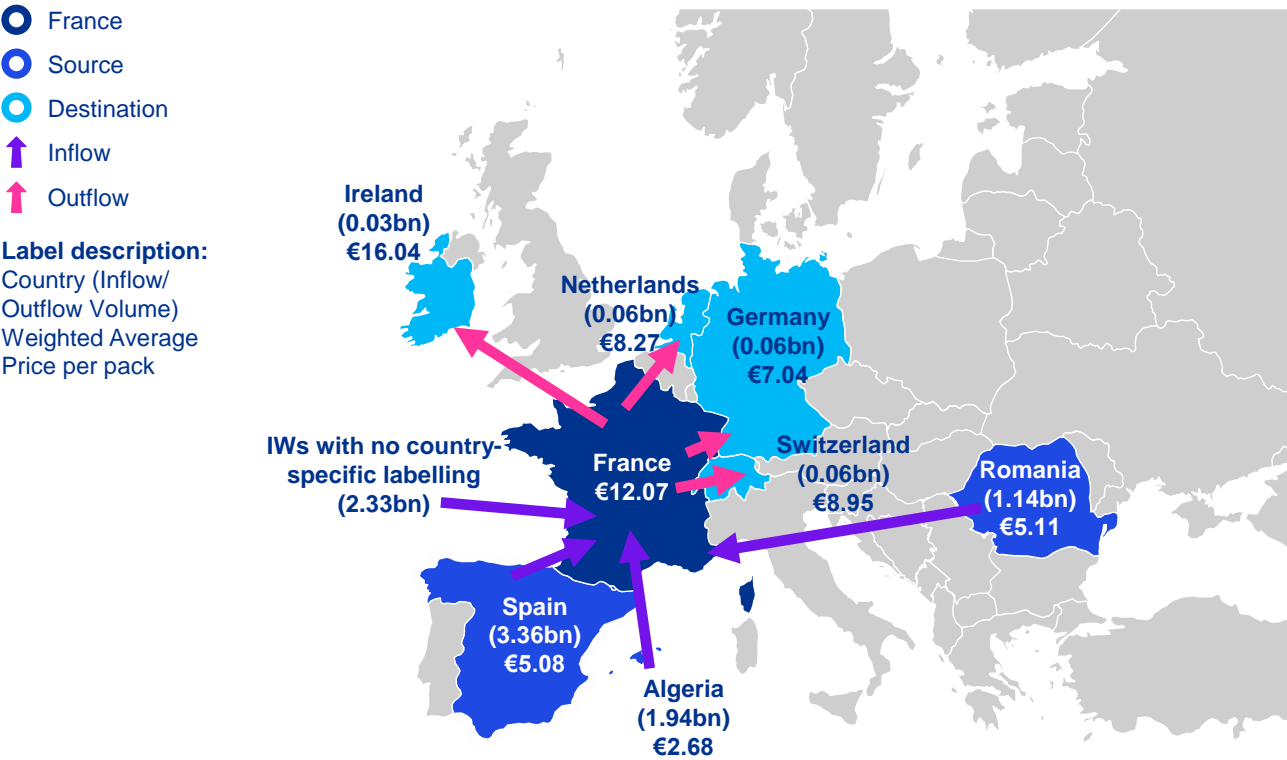 France
Source
Destination
Inflow
Outflow
Label description:
Country (Inflow/
Outflow Volume)
Weighted Average
Price per pack
Ireland
(0.03bn)
€16.04
Netherlands
(0.06bn)
€8.27
Germany
(0.06bn)
€7.04
IWs with no country-
specific labelling
(2.33bn)
France
€12.07
Switzerland
(0.06bn)
€8.95
Romania
(1.14bn)
€5.11
Spain
(3.36bn)
€5.08
Algeria
(1.94bn)
€2.68